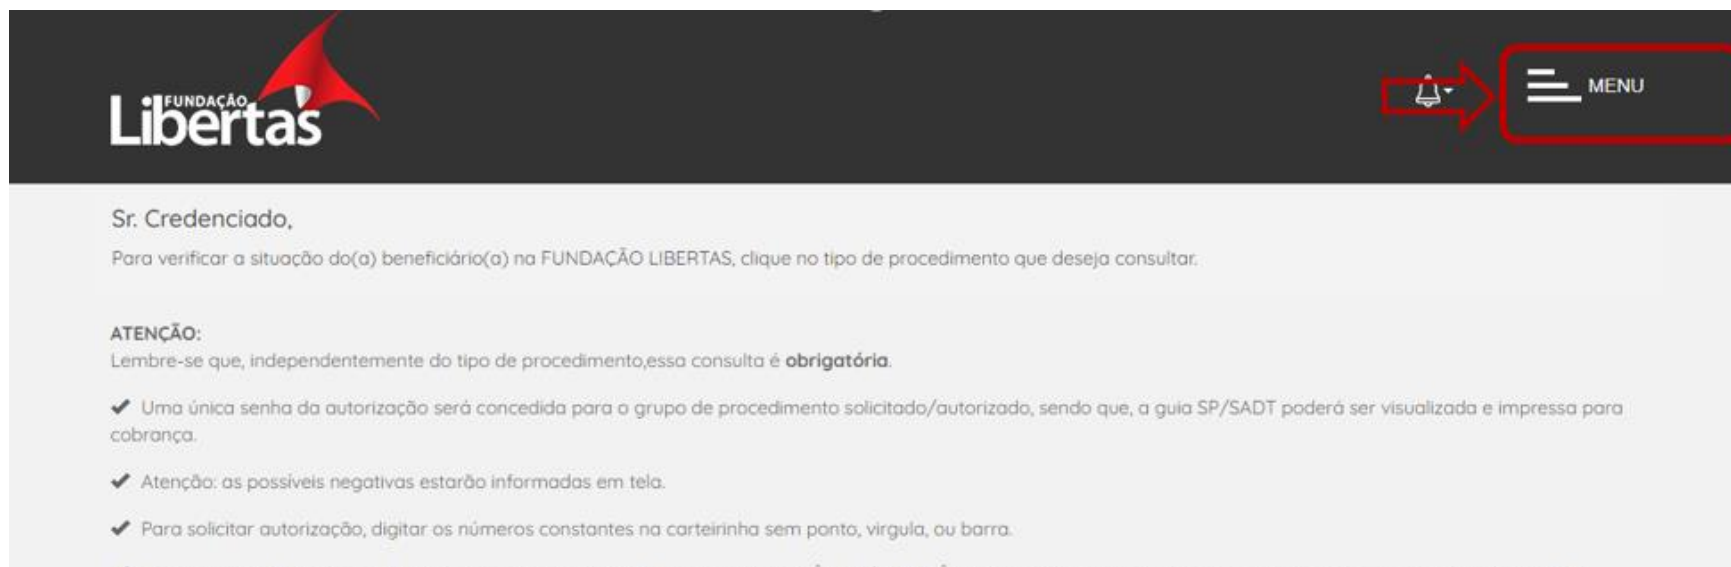 FUNDAÇÃO
Libertas
MENU
Sr. Credenciado,
Para verificar a situação do(a) beneficiário(a) na FUNDAÇÃO LIBERTAS, clique no tipo de procedimento que deseja consultar.
ATENÇÃO:
Lembre-se que, independentemente do tipo de procedimento,essa consulta é obrigatória.
✔ Uma única senha da autorização será concedida para o grupo de procedimento solicitado/autorizado, sendo que, a guia SP/SADT poderá ser visualizada e impressa para
cobrança.
✔ Atenção: as possíveis negativas estarão informadas em tela.
✔ Para solicitar autorização, digitar os números constantes na carteirinha sem ponto, virgula, ou barra.